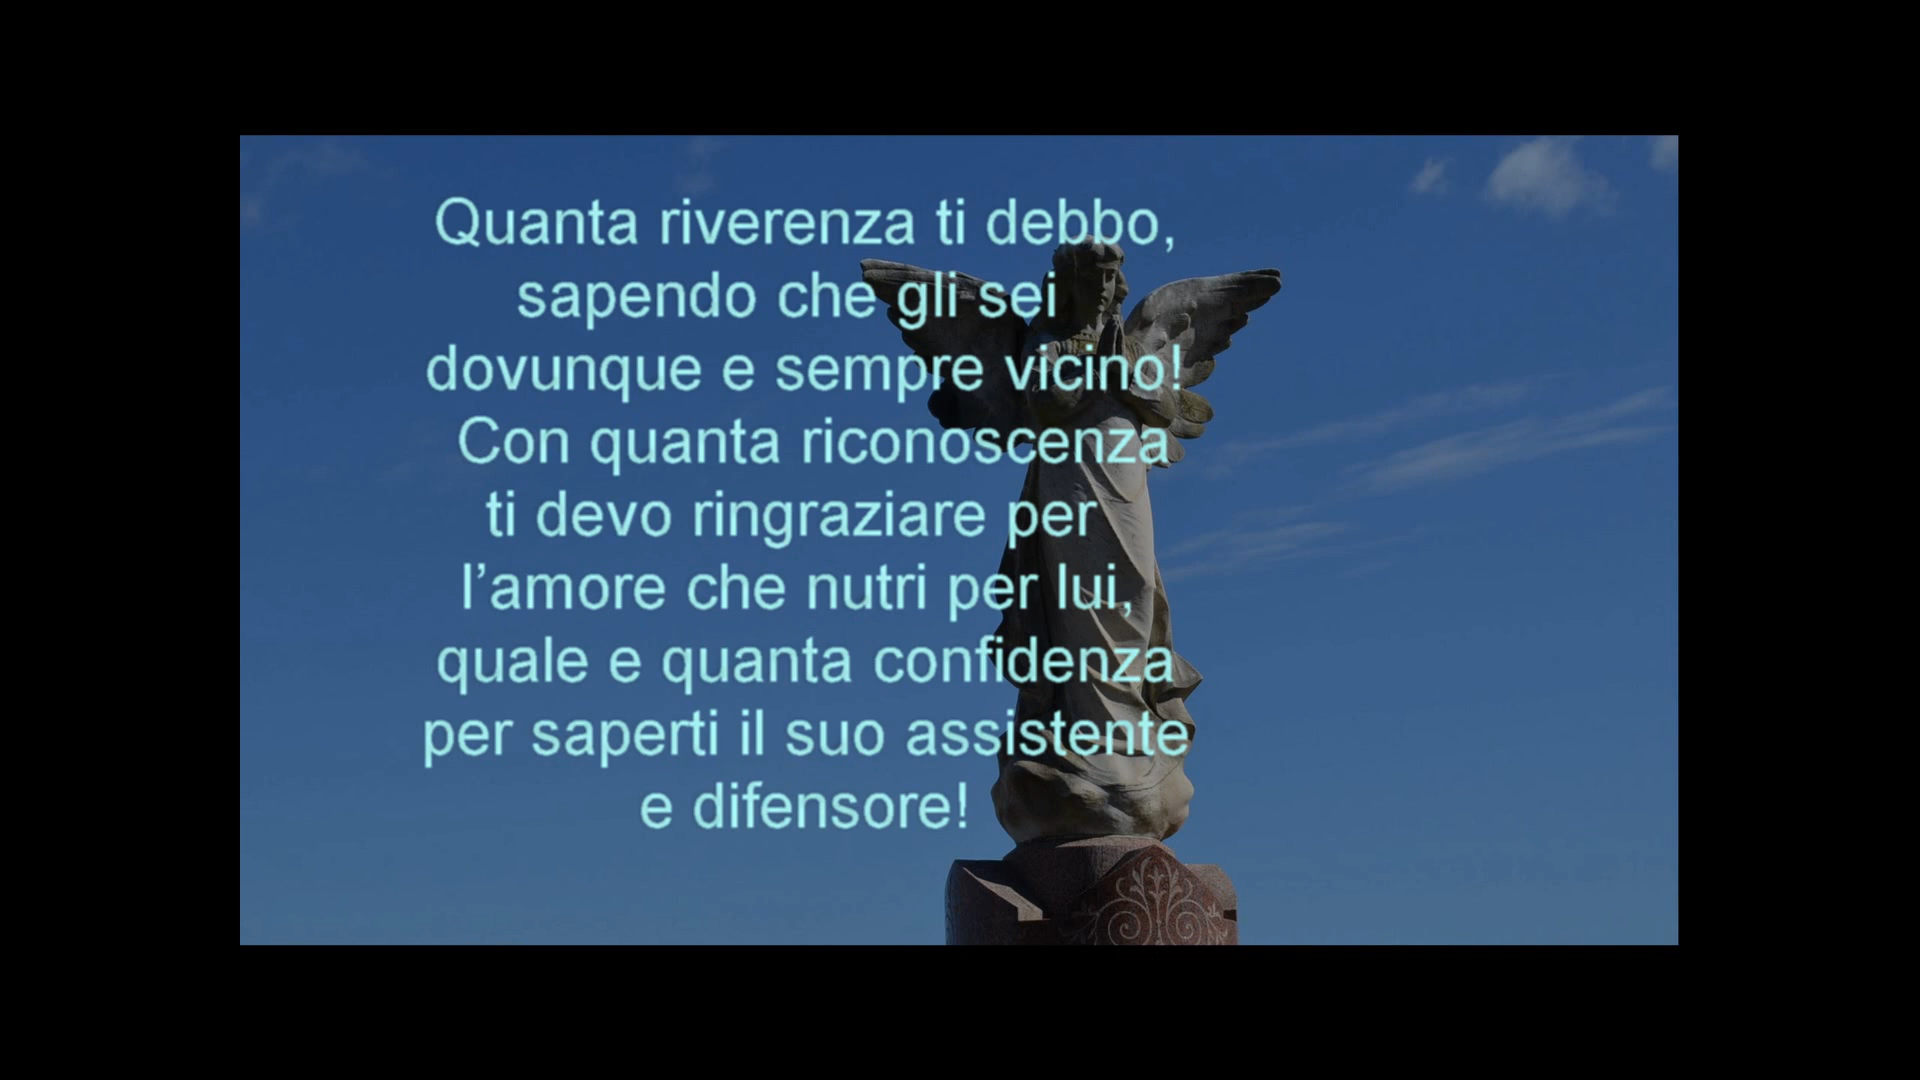 Quanta riverenza ti debbo,
sapendo che gli sei
dovunque e sempre vicino!
Con quanta riconoscenza
ti devo ringraziare per
l’amore che nutri per lui,
quale e quanta confidenza
per saperti il suo assistente
e difensore!